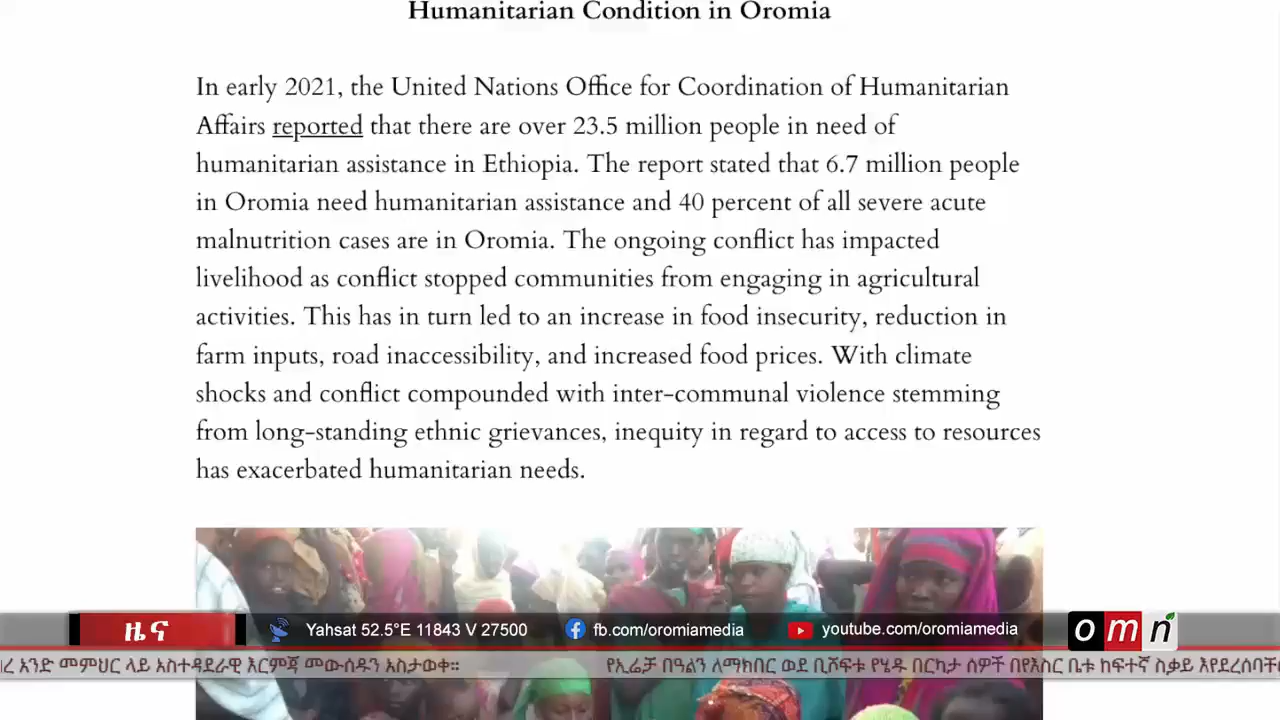 Humanitarian Condition in Oromia
In early 2021, the United Nations Office for Coordination of Humanitarian
Affairs reported that there are over 23.5 million people in need of
humanitarian assistance in Ethiopia. The report stated that 6.7 million people
in Oromia need humanitarian assistance and 40 percent of all severe acute
malnutrition cases are in Oromia. The ongoing conflict has impacted
livelihood as conflict stopped communities from engaging in agricultural
activities. This has in turn led to an increase in food insecurity, reduction in
farm inputs, road inaccessibility, and increased food prices. With climate
shocks and conflict compounded with inter-communal violence stemming
from long-standing ethnic grievances, inequity in regard to access to resources
has exacerbated humanitarian needs.
ዜና
Yahsat 52.5°E 11843 V 27500
fb.com/oromiamedia
youtube.com/oromiamedia
omn
አንድ መምህር ላይ አስተዳደራዊ እርምጃ መውሰዱን አስታወቀ።
የኢሬቻ በዓልን ለማክበር ወደ ቢሾፍቱ የሄዱ በርካታ ሰዎች በየእስር ቤቱ ከፍተኛ ስቃይ